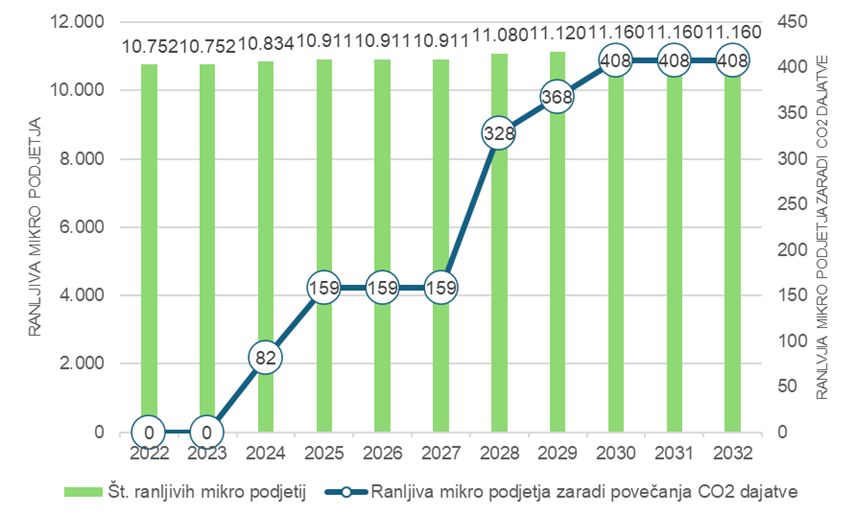 12.000
10.000
8.000
6.000
4.000
2.000
0
RANLJIVA MIKRO PODJETJA
10.752 10.752 10.834 10.911 10.911 10.911 11.080 11.120 11.160 11.160 11.160
0 0 82 159 159 159 328 368 408 408 408
450
400
350
300
250
200
150
100
50
0
RANLVJIA MIKRO PODJETJA ZARADI CO2 DAJATVE
2022 2023 2024 2025 2026 2027 2028 2029 2030 2031 2032
Št. ranljivih mikro podjetij
Ranljiva mikro podjetja zaradi povečanja CO2 dajatve